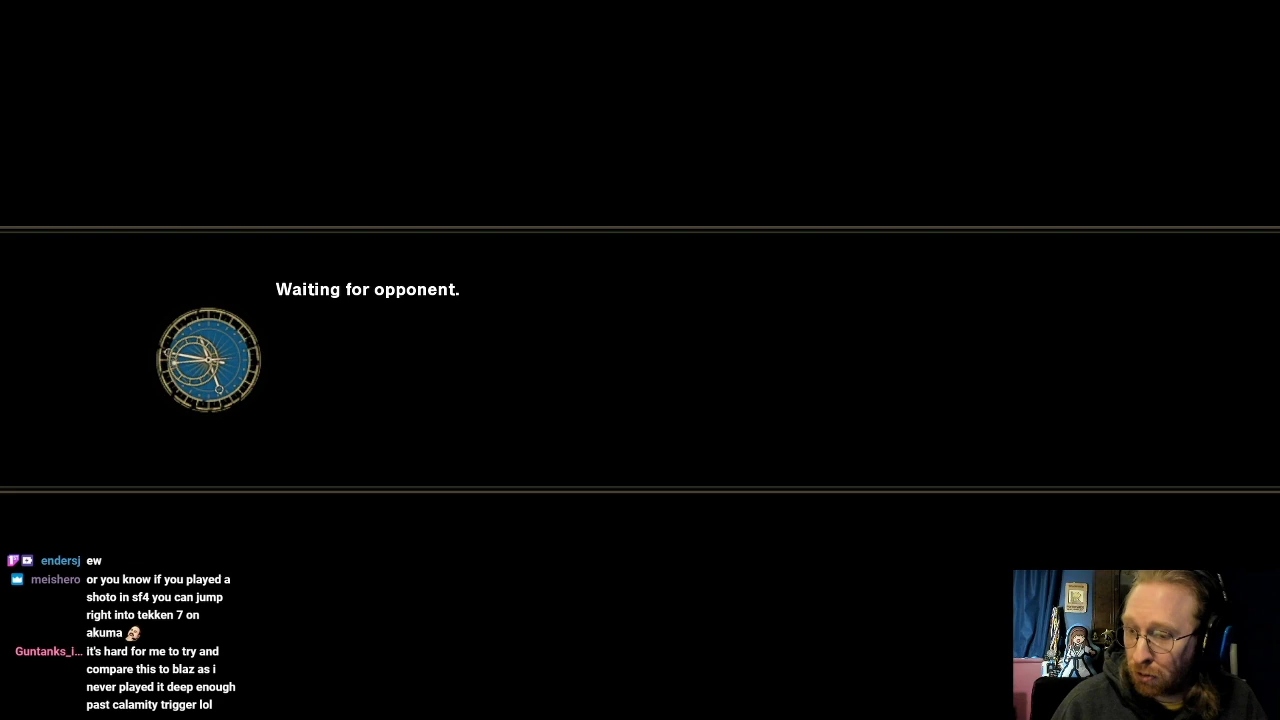 Waiting for opponent.
endersj ew
meishero or you know if you played a
shoto in sf4 you can jump
right into tekken 7 on
akuma
Guntanks_i... it's hard for me to try and
compare this to blaz as i
never played it deep enough
past calamity trigger lol